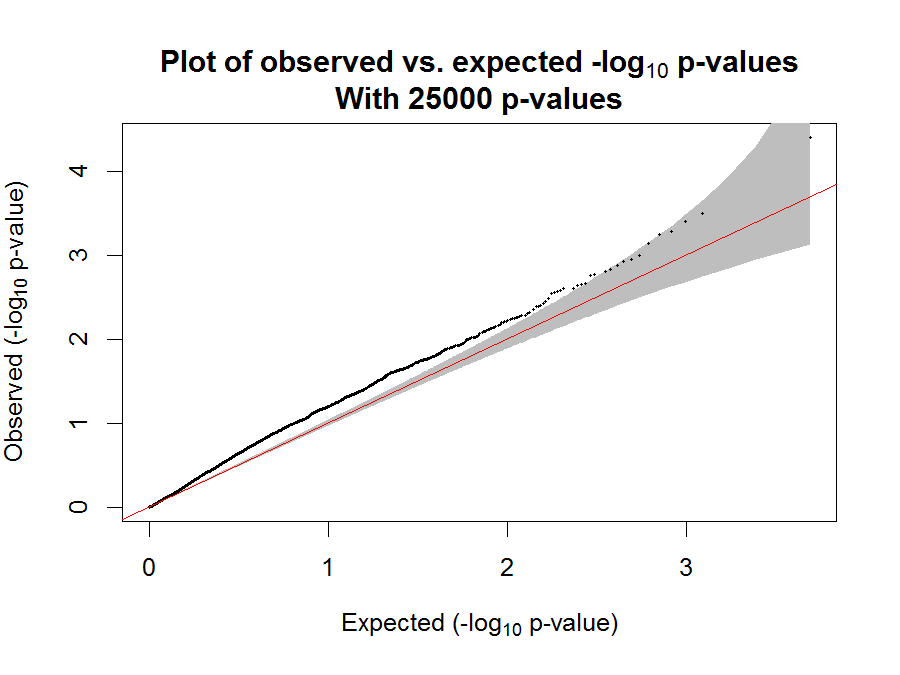 Plot of observed vs. expected -log10 p-values
With 25000 p-values
Observed (-log10 p-value)
4
3
2
1
0
0 1 2 3
Expected (-log10 p-value)